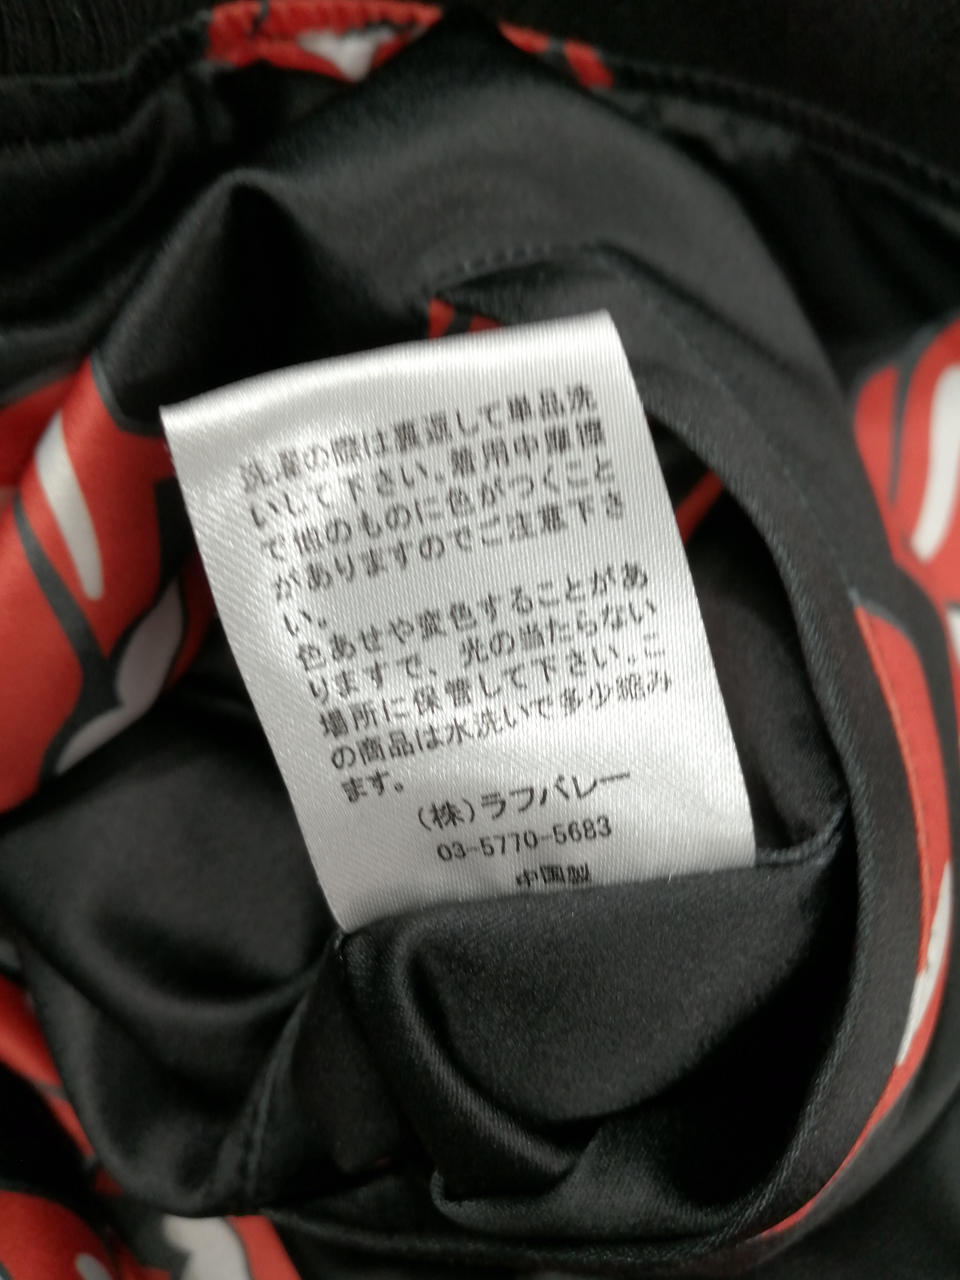 洗濯の際は裏返して単品洗
いして下さい。着用中摩擦
で他のものに色がつくこと
がありますのでご注意下さ
い。
色あせや変色することがあ
りますで、光の当たらない
場所に保管して下さい。こ
の商品は水洗いで多少縮み
ます。
(株)ラフバレー
03-5770-5683
中国製